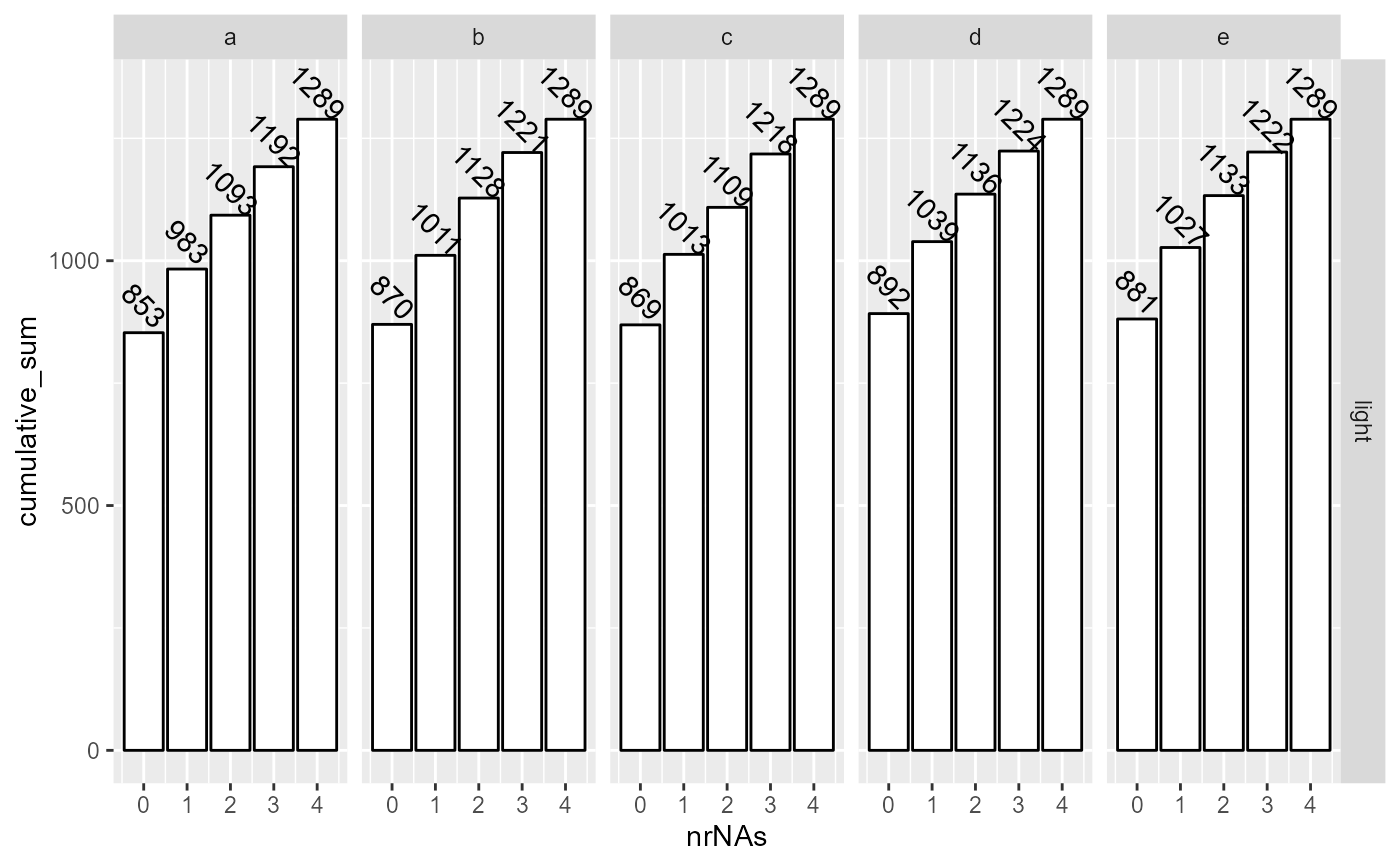 a b c d e
1289 1289 1289 1289 1289
1192 1221 1218 1224 1222
1093 1128 1109 1136 1133
983 1011 1013 1039 1027
853 870 869 892 881
1000
500
0
cumulative_sum
light
0 1 2 3 4 0 1 2 3 4 0 1 2 3 4 0 1 2 3 4 0 1 2 3 4
nrNAs